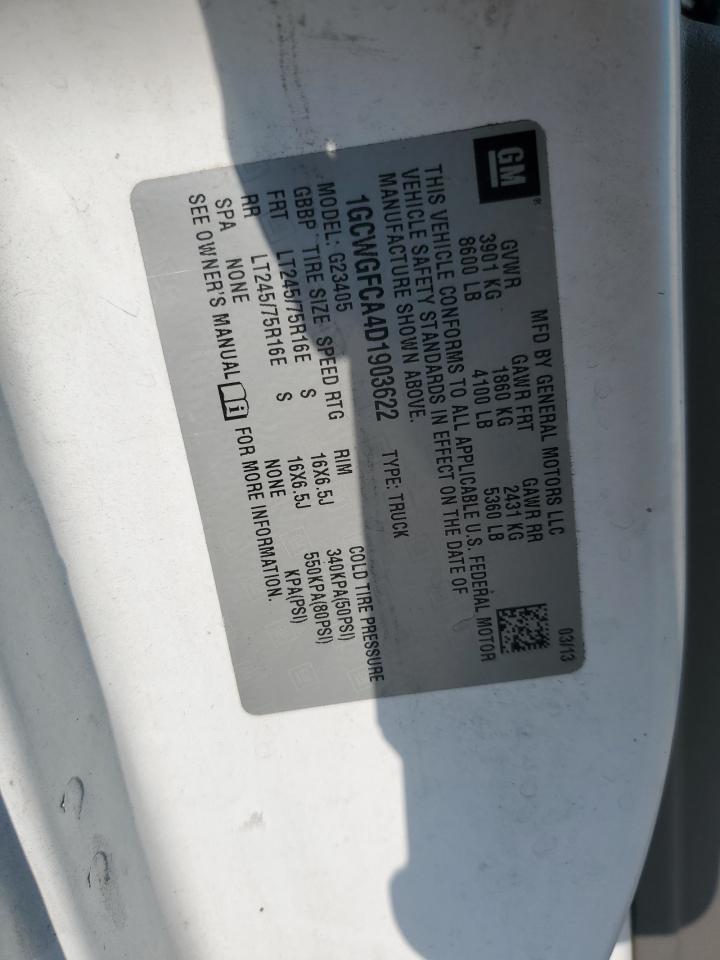 GM®
MFD BY GENERAL MOTORS LLC 03/13
GVWR GAWR FRT GAWR RR
3901 KG 1860 KG 2431 KG
8600 LB 4100 LB 5360 LB
THIS VEHICLE CONFORMS TO ALL APPLICABLE U.S. FEDERAL MOTOR
VEHICLE SAFETY STANDARDS IN EFFECT ON THE DATE OF
MANUFACTURE SHOWN ABOVE.
1GCWGFCA4D1903622 TYPE: TRUCK
MODEL: G23405
GBBP TIRE SIZE SPEED RTG RIM COLD TIRE PRESSURE
FRT LT245/75R16E S 16X6.5J 340KPA(50PSI)
RR LT245/75R16E S 16X6.5J 550KPA(80PSI)
SPA NONE NONE KPA(PSI)
SEE OWNER'S MANUAL FOR MORE INFORMATION.